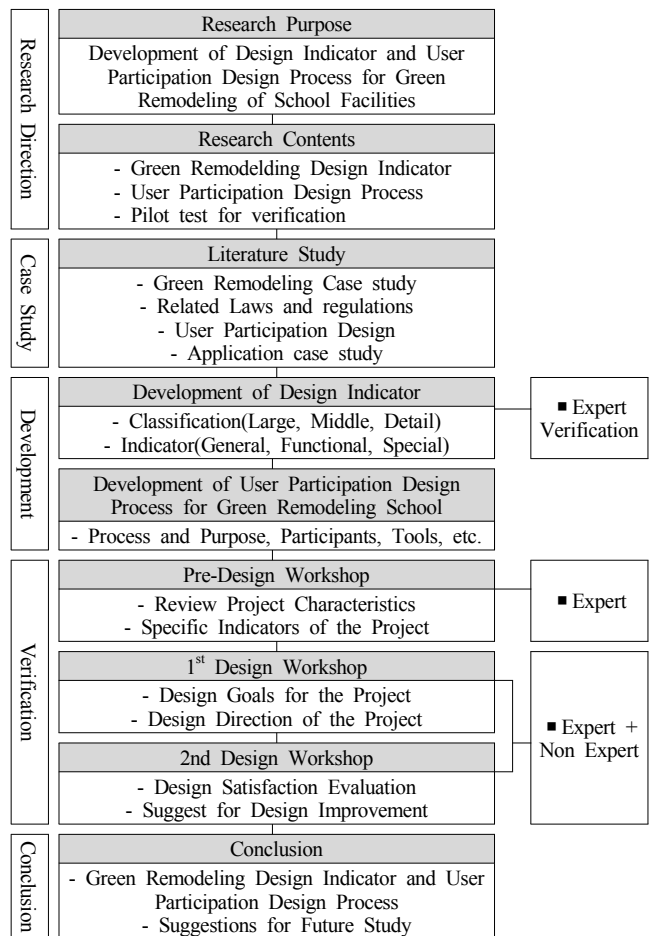 Research Direction
Research Purpose
Development of Design Indicator and User
Participation Design Process for Green
Remodeling of School Facilities
Research Contents
- Green Remodelding Design Indicator
- User Participation Design Process
- Pilot test for verification
Case Study
Literature Study
- Green Remodeling Case study
- Related Laws and regulations
- User Participation Design
- Application case study
Development
Development of Design Indicator
- Classification(Large, Middle, Detail)
- Indicator(General, Functional, Special)
■ Expert
Verification
Development of User Participation Design
Process for Green Remodeling School
- Process and Purpose, Participants, Tools, etc.
Verification
Pre-Design Workshop
- Review Project Characteristics
- Specific Indicators of the Project
■ Expert
1st Design Workshop
- Design Goals for the Project
- Design Direction of the Project
2nd Design Workshop
- Design Satisfaction Evaluation
- Suggest for Design Improvement
■ Expert +
Non Expert
Conclusion
Conclusion
- Green Remodeling Design Indicator and User
Participation Design Process
- Suggestions for Future Study